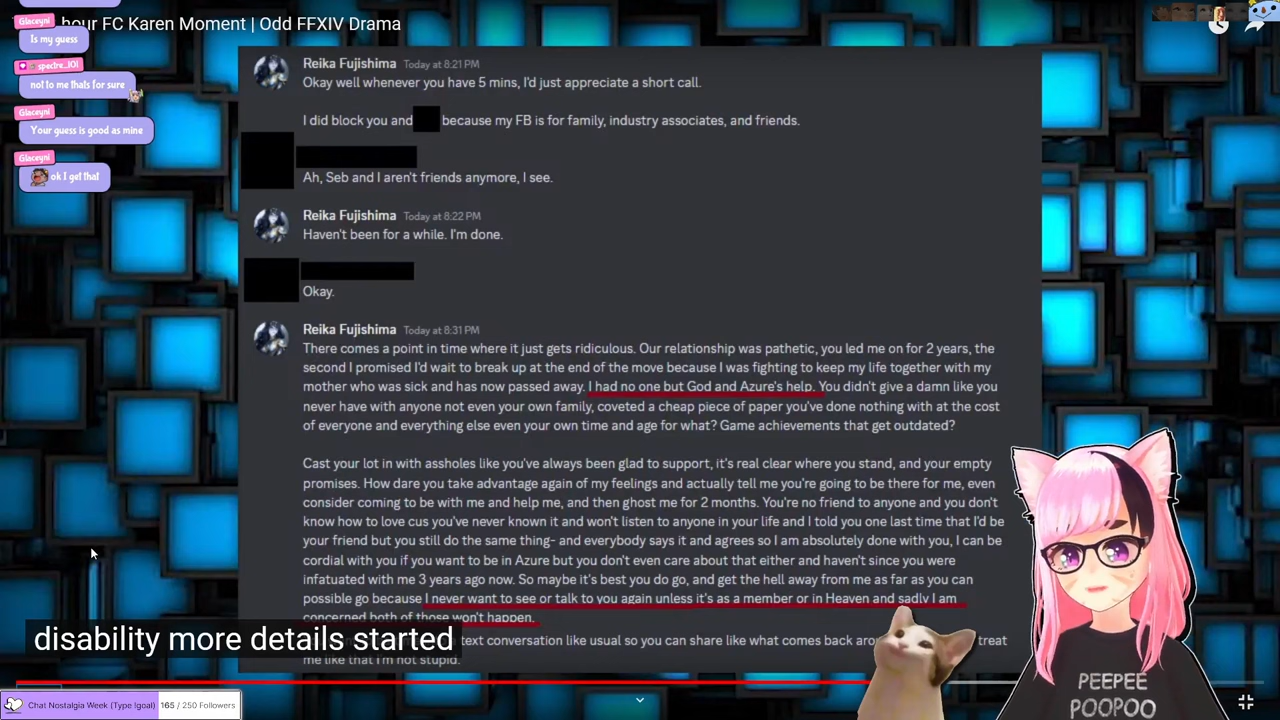 hour FC Karen Moment | Odd FFXIV Drama
Glaceyni
Is my guess
spectre_101
not to me thats for sure
Glaceyni
Your guess is good as mine
Glaceyni
ok I get that
Reika Fujishima Today at 8:21 PM
Okay well whenever you have 5 mins, I'd just appreciate a short call.
I did block you and because my FB is for family, industry associates, and friends.
Ah, Seb and I aren't friends anymore, I see.
Reika Fujishima Today at 8:22 PM
Haven't been for a while. I'm done.
Okay.
Reika Fujishima Today at 8:31 PM
There comes a point in time where it just gets ridiculous. Our relationship was pathetic, you led me on for 2 years, the
second I promised I'd wait to break up at the end of the move because I was fighting to keep my life together with my
mother who was sick and has now passed away. I had no one but God and Azure's help. You didn't give a damn like you
never have with anyone not even your own family, coveted a cheap piece of paper you've done nothing with at the cost
of everyone and everything else even your own time and age for what? Game achievements that get outdated?
Cast your lot in with assholes like you've always been glad to support, it's real clear where you stand, and your empty
promises. How dare you take advantage again of my feelings and actually tell me you're going to be there for me, even
consider coming to be with me and help me, and then ghost me for 2 months. You're no friend to anyone and you don't
know how to love cus you've never known it and won't listen to anyone in your life and I told you one last time that I'd be
your friend but you still do the same thing- and everybody says it and agrees so I am absolutely done with you, I can be
cordial with you if you want to be in Azure but you don't even care about that either and haven't since you were
infatuated with me 3 years ago now. So maybe it's best you do go, and get the hell away from me as far as you can
possible go because I never want to see or talk to you again unless it's as a member or in Heaven and sadly I am
concerned both of those won't happen.
text conversation like usual so you can share like what comes back treat
me like that I'm not stupid.
disability more details started
PEEPEE
POOPOO
Chat Nostalgia Week (Type !goal) 165 / 250 Followers